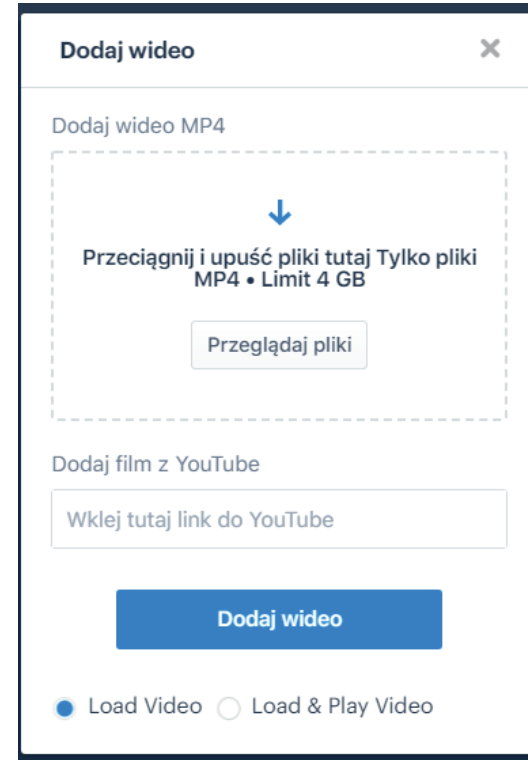 Dodaj wideo
Dodaj wideo MP4
Przeciągnij i upuść pliki tutaj Tylko pliki
MP4 • Limit 4 GB
Przeglądaj pliki
Dodaj film z YouTube
Wklej tutaj link do YouTube
Dodaj wideo
Load Video Load & Play Video